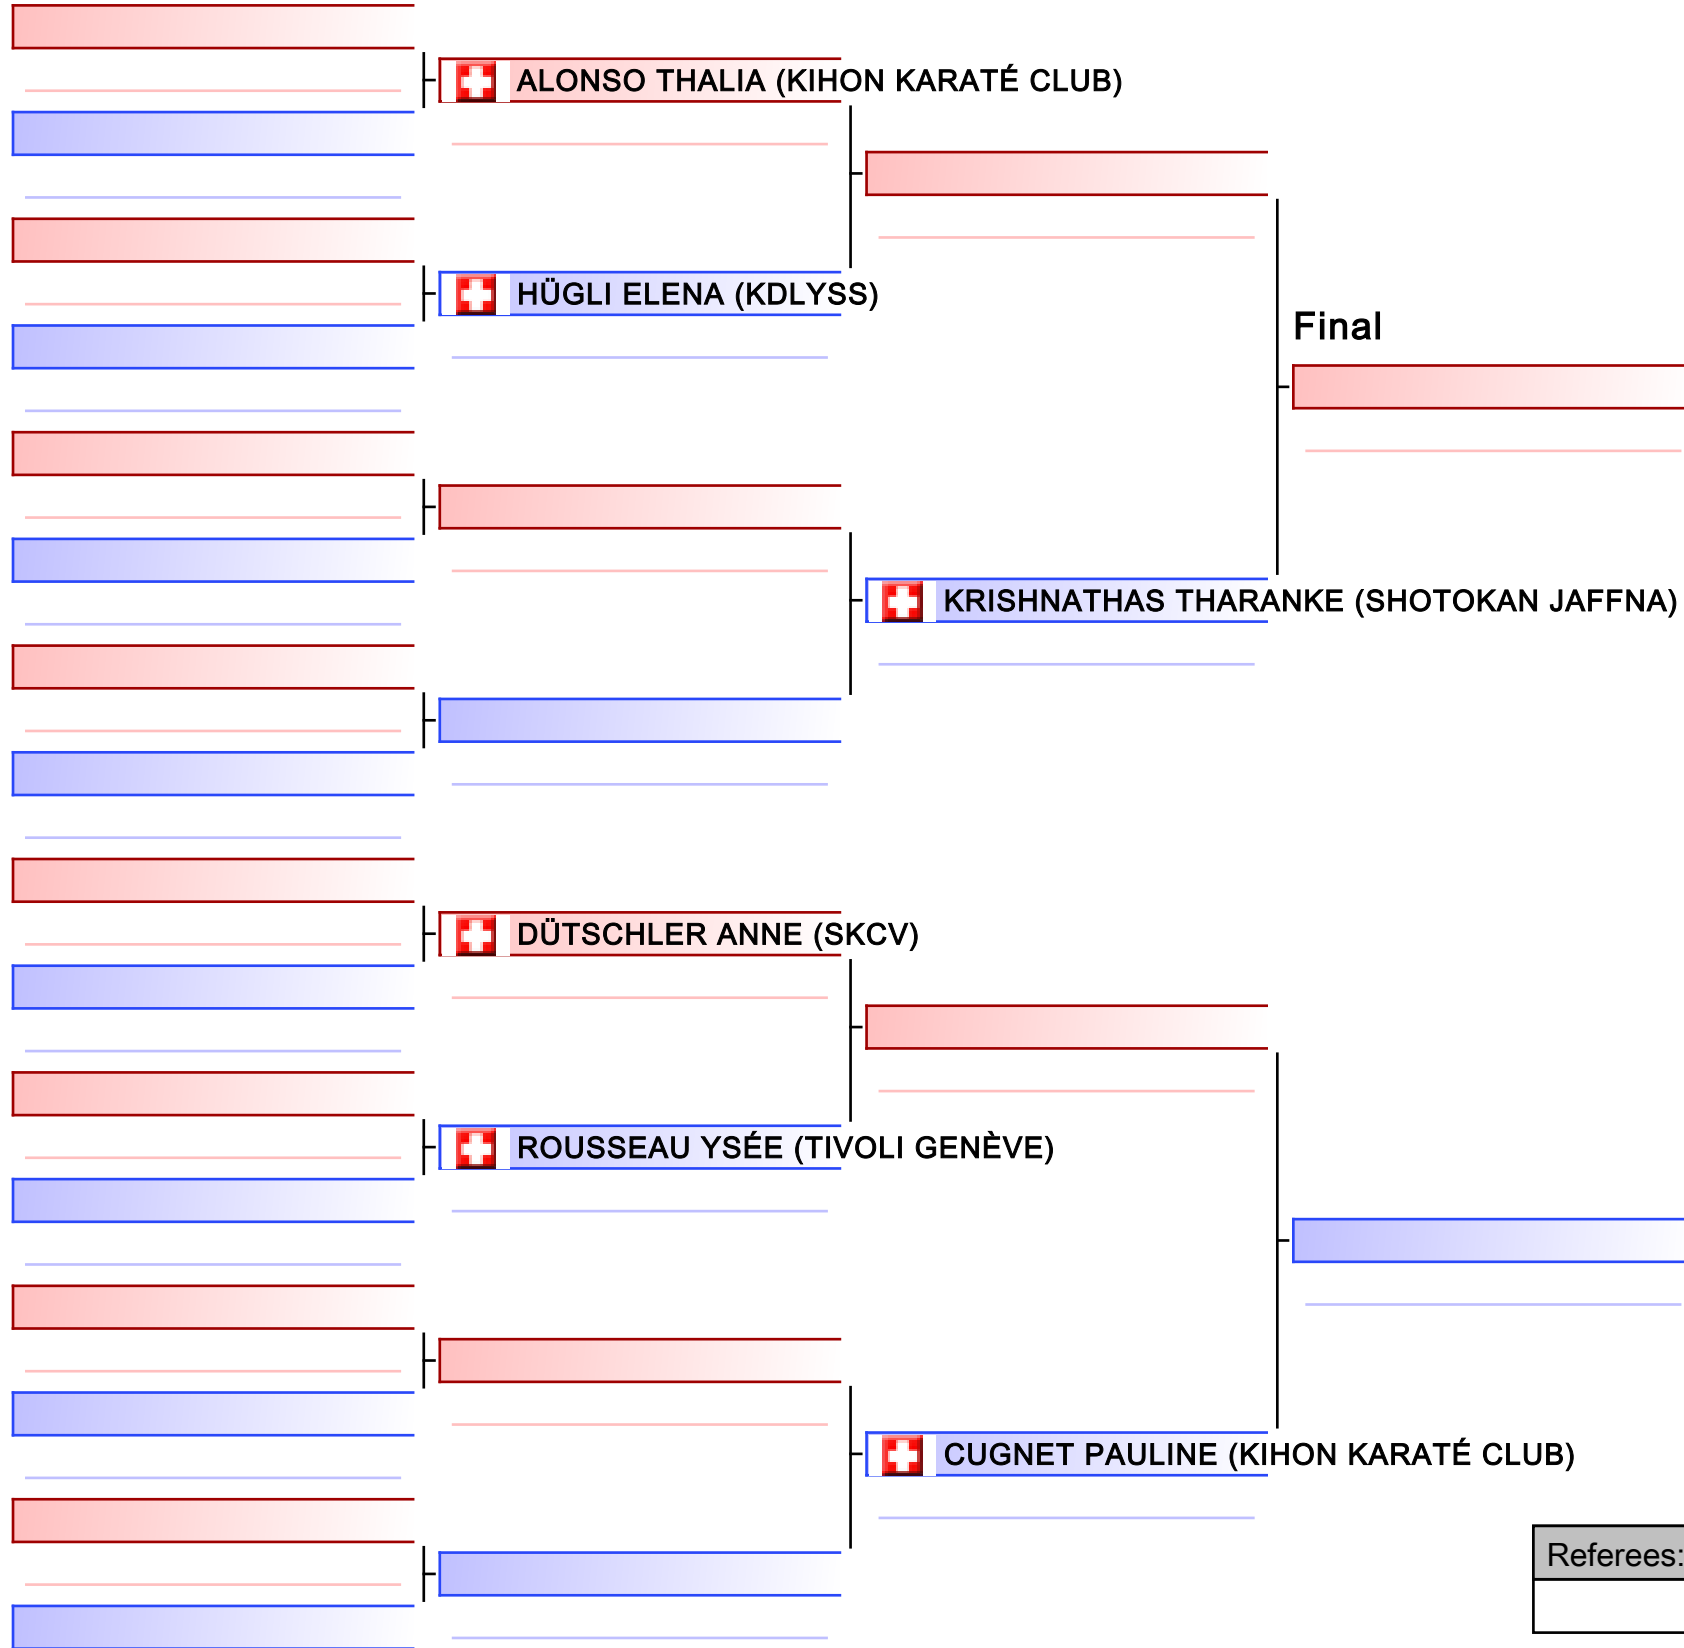 ALONSO THALIA (KIHON KARATÉ CLUB)
HÜGLI ELENA (KDLYSS)
Final
KRISHNATHAS THARANKE (SHOTOKAN JAFFNA)
DÜTSCHLER ANNE (SKCV)
ROUSSEAU YSÉE (TIVOLI GENÈVE)
CUGNET PAULINE (KIHON KARATÉ CLUB)
Referees: